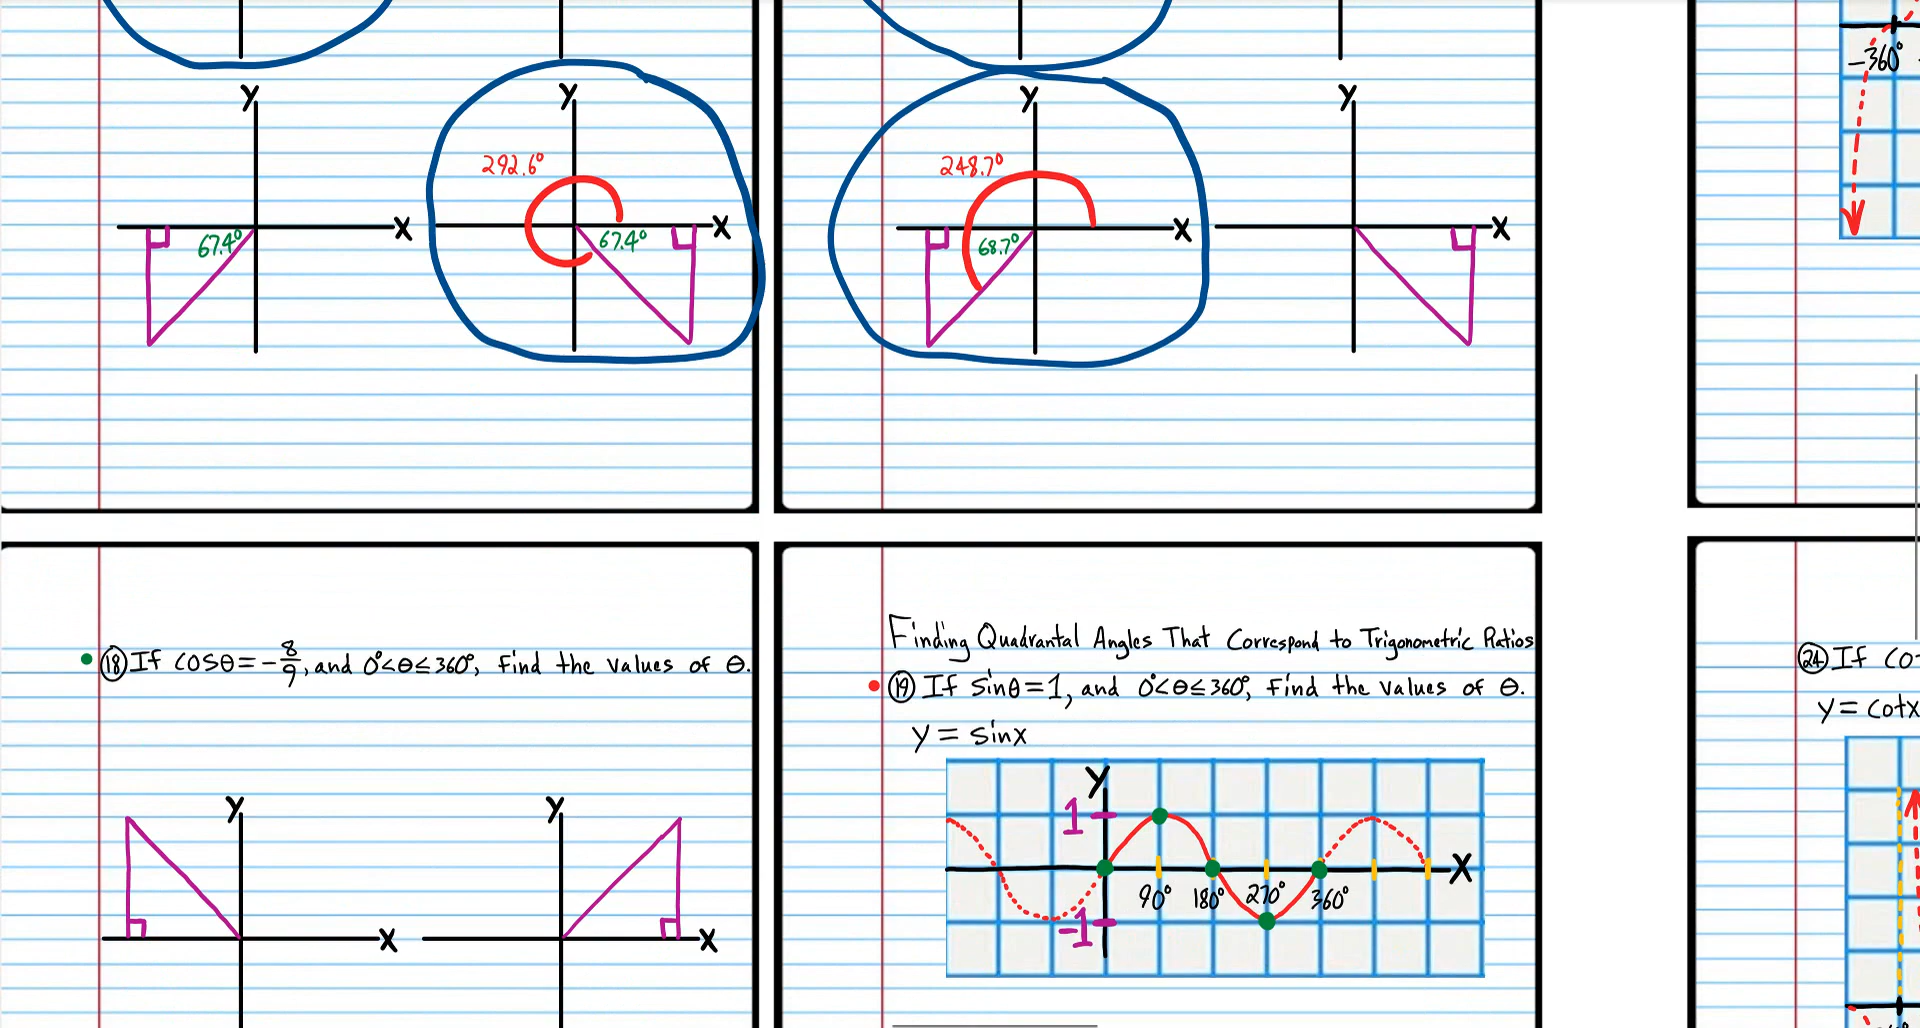 -360°
y
y
y
y
292.6°
248.7°
x
x
x
x
67.4°
67.4°
68.7°
Finding Quadrantal Angles That Correspond to Trigonometric Ratios
18 If cosθ = -8/9, and 0°<θ≤360°, find the values of θ.
19 If sinθ = 1, and 0°<θ≤360°, find the values of θ.
24 If co
y = sinx
y = cotx
y
y
y
1
x
90° 180° 270° 360°
-1
x
x